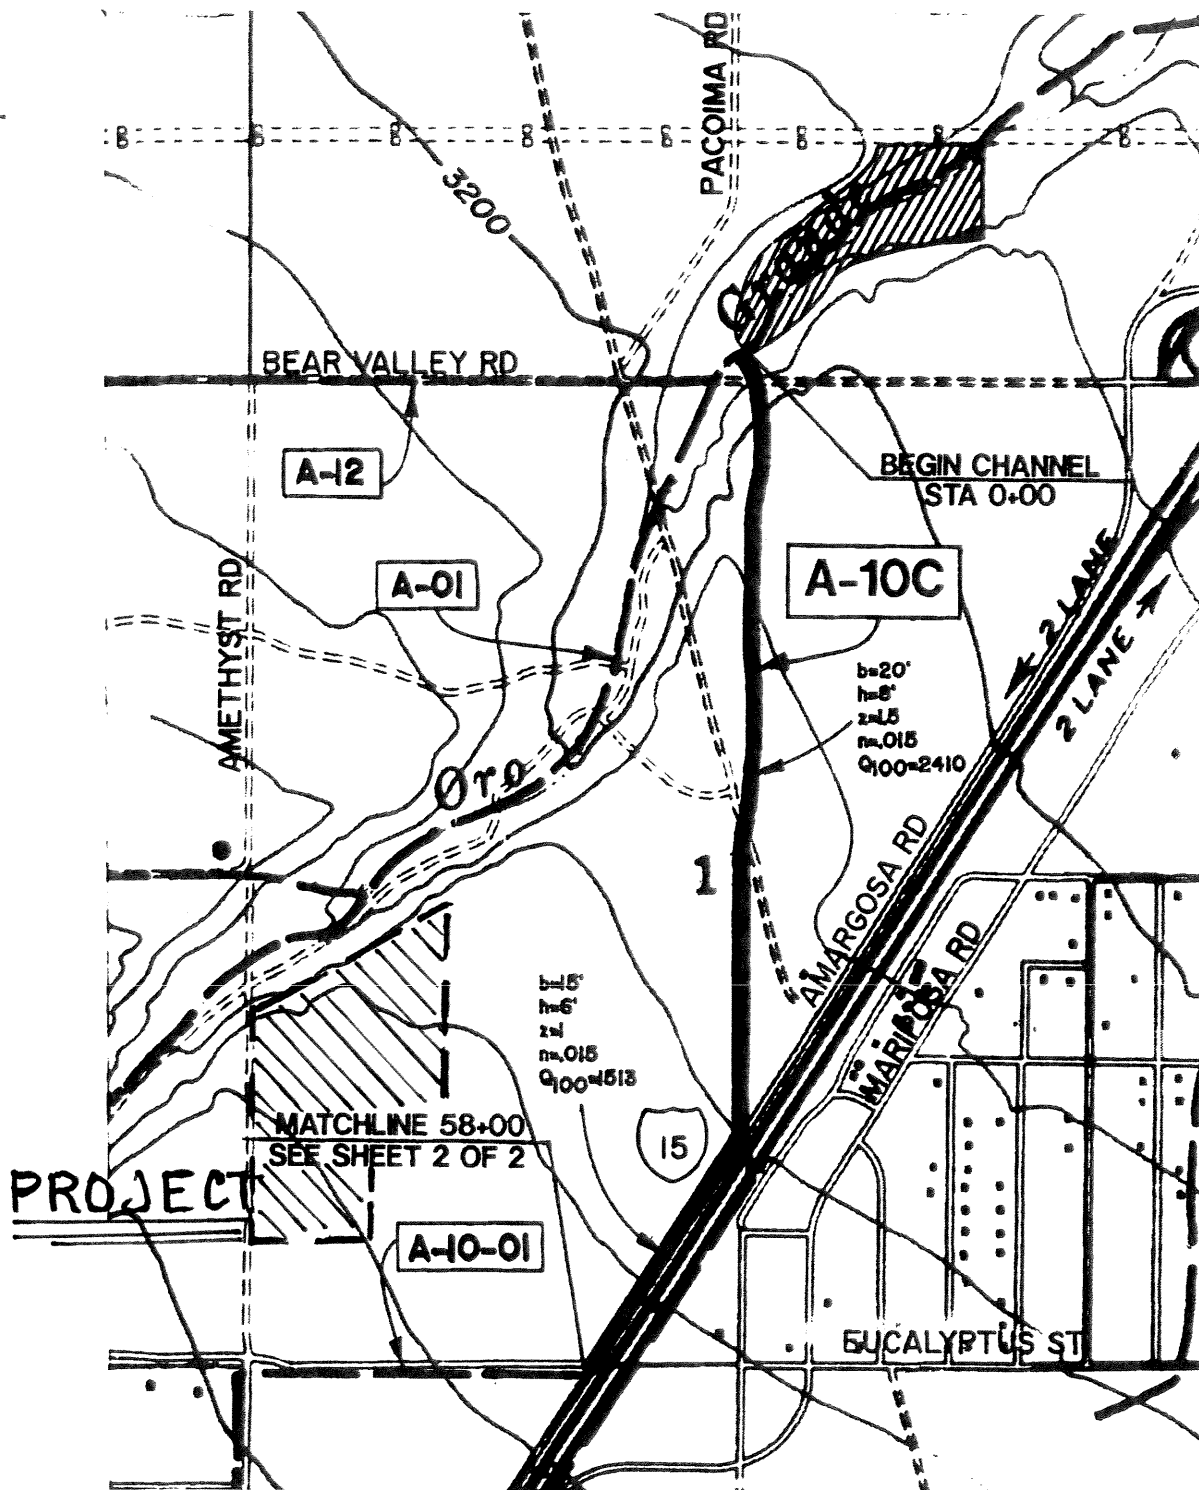 PACOIMA RD
3200
Grande
BEAR VALLEY RD
A-12
BEGIN CHANNEL
STA 0+00
A-01
A-10C
2 LANE
2 LANE
AMETHYST RD
b=20'
h=8'
z=1.5
n=.015
Q100=2410
Oro
1
AMARGOSA RD
MARIPOSA RD
b=15'
h=6'
z=1
n=.015
Q100=1513
MATCHLINE 58+00
SEE SHEET 2 OF 2
15
PROJECT
A-10-01
EUCALYPTUS ST